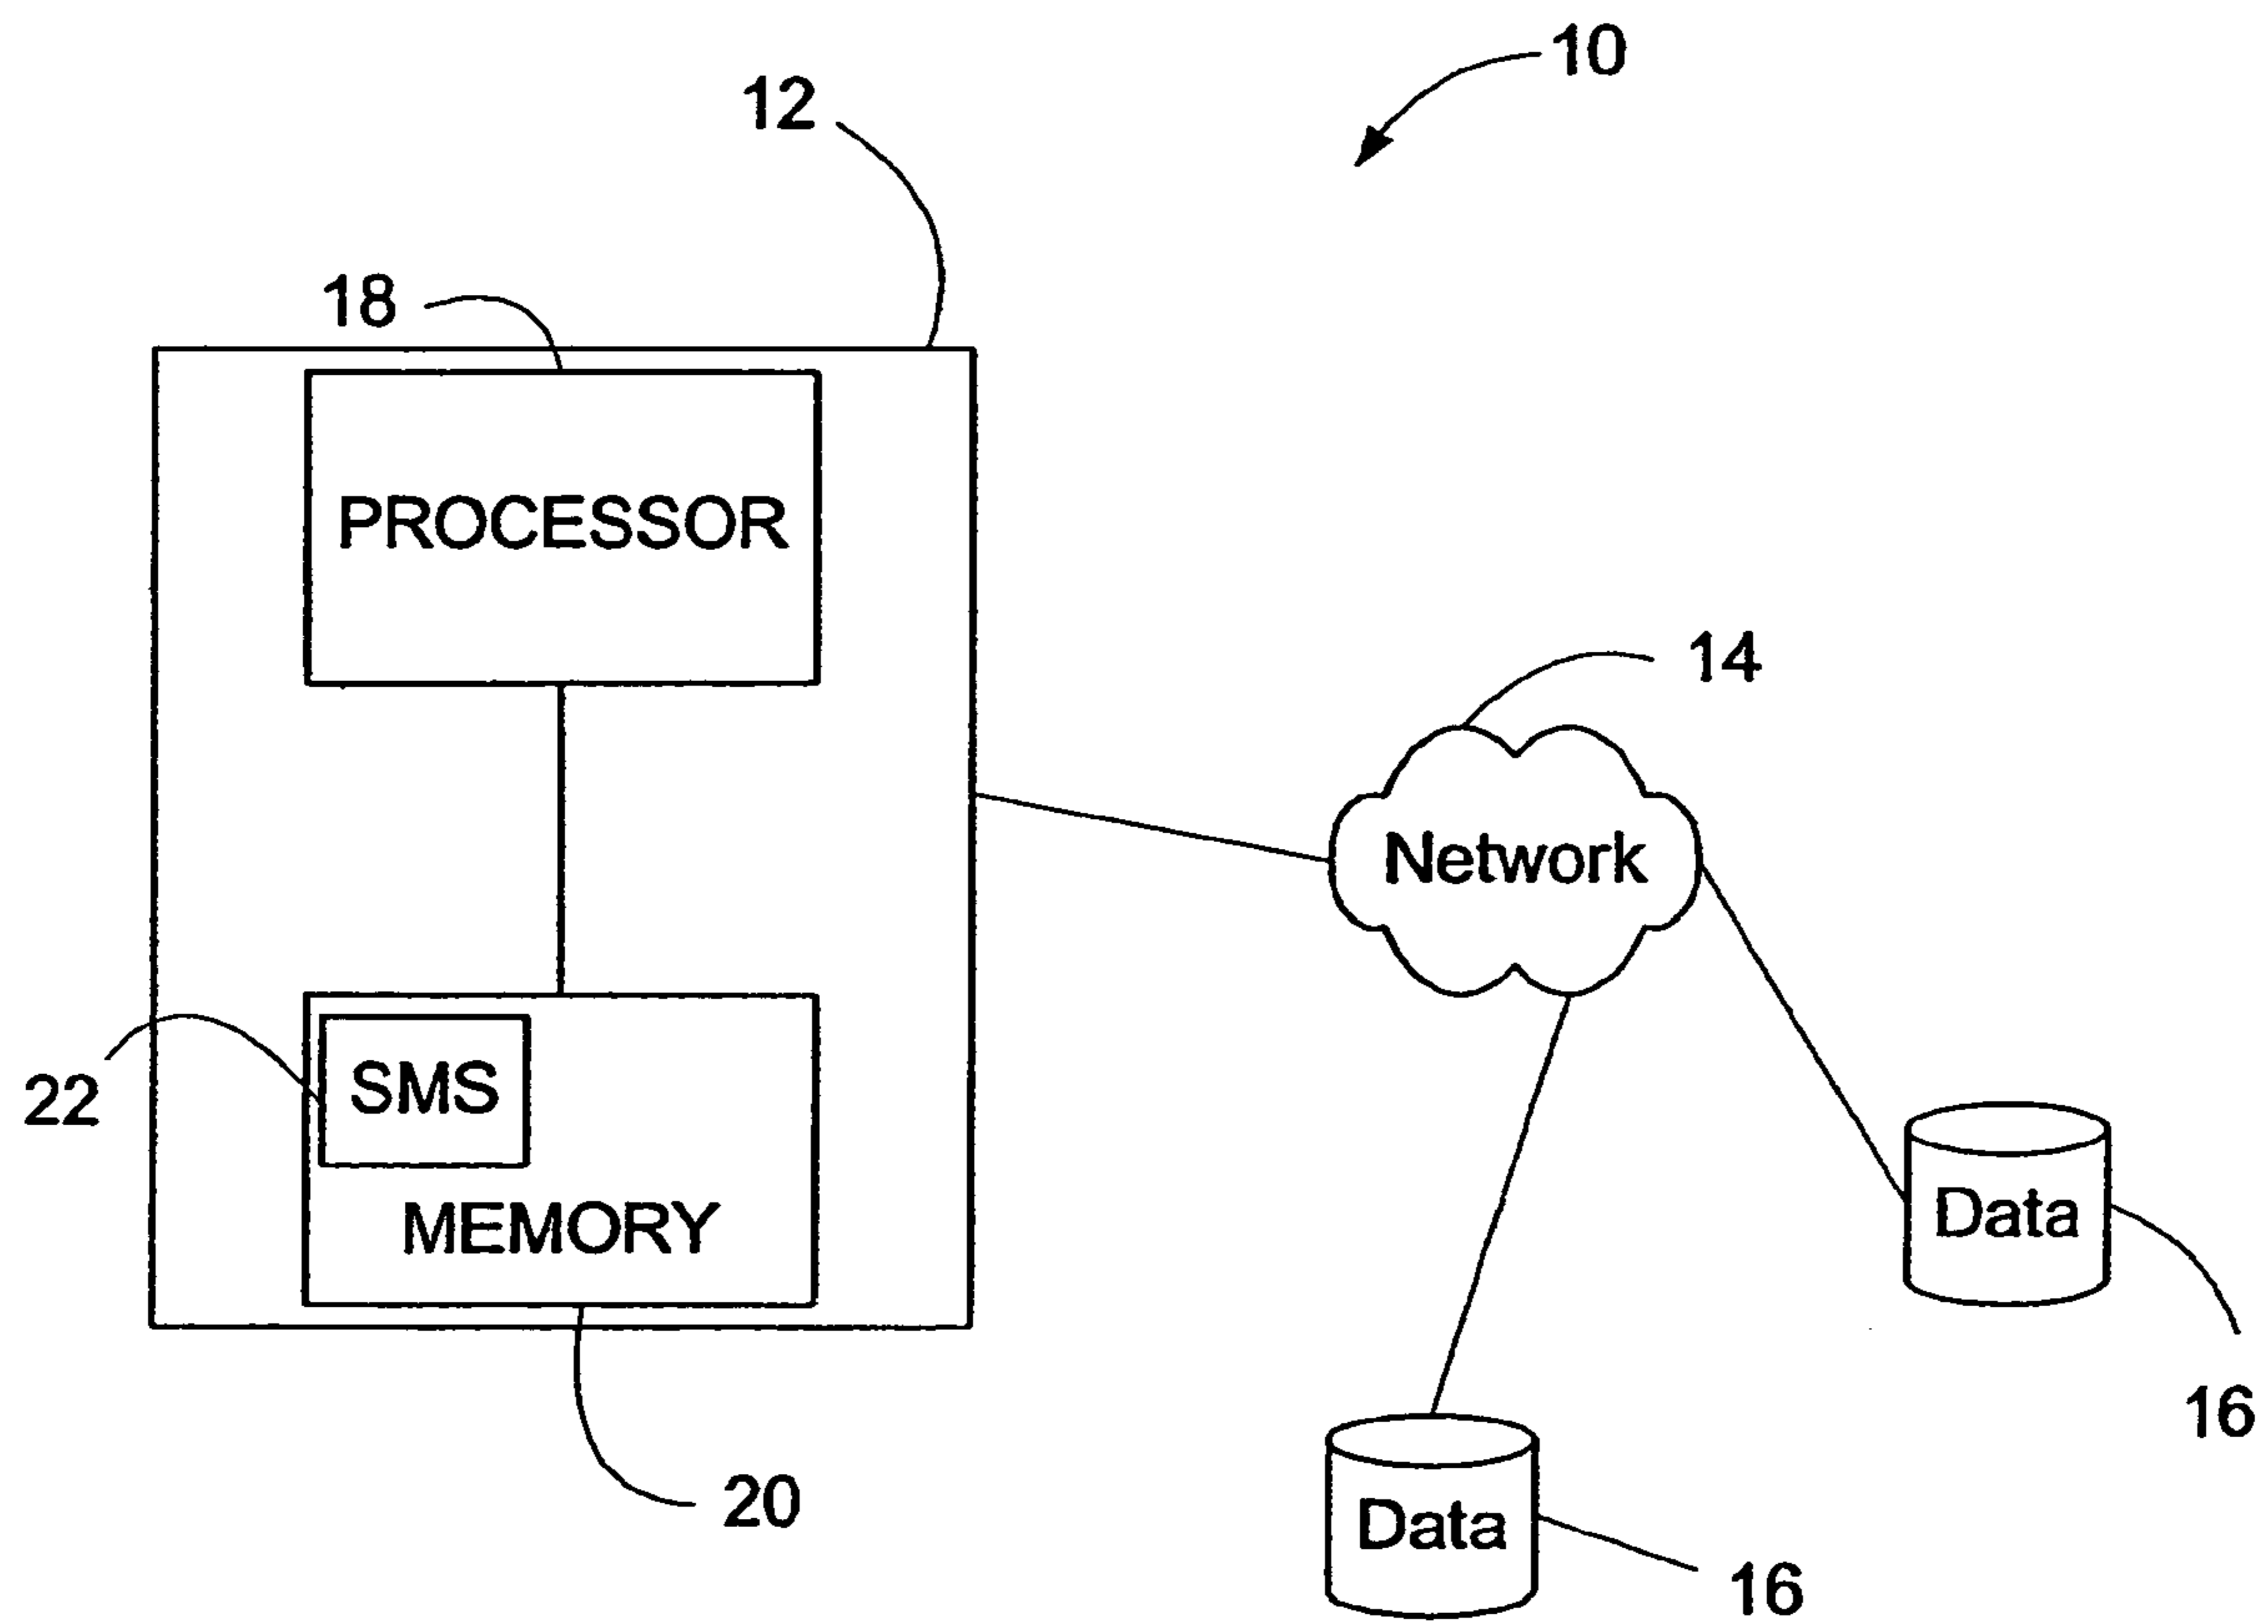 10
12
18
PROCESSOR
14
Network
22
SMS
MEMORY
Data
16
20
Data
16